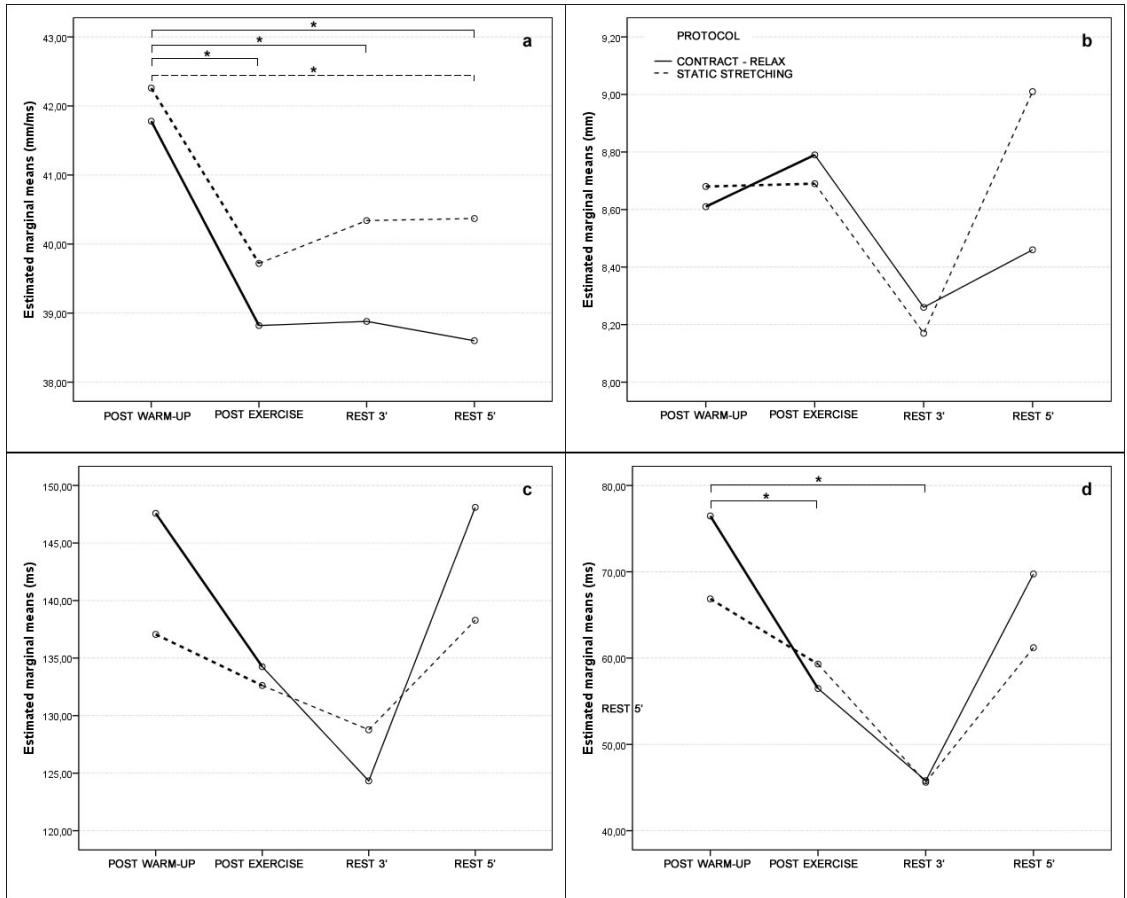 a
*
*
*
*
43,00
42,00
41,00
40,00
39,00
38,00
Estimated marginal means (mm/ms)
POST WARM-UP POST EXERCISE REST 3' REST 5'
b
PROTOCOL
CONTRACT - RELAX
STATIC STRETCHING
9,20
9,00
8,80
8,60
8,40
8,20
8,00
Estimated marginal means (mm)
POST WARM-UP POST EXERCISE REST 3' REST 5'
c
150,00
145,00
140,00
135,00
130,00
125,00
120,00
Estimated marginal means (ms)
POST WARM-UP POST EXERCISE REST 3' REST 5'
d
*
*
80,00
70,00
60,00
REST 5'
50,00
40,00
Estimated marginal means (ms)
POST WARM-UP POST EXERCISE REST 3' REST 5'